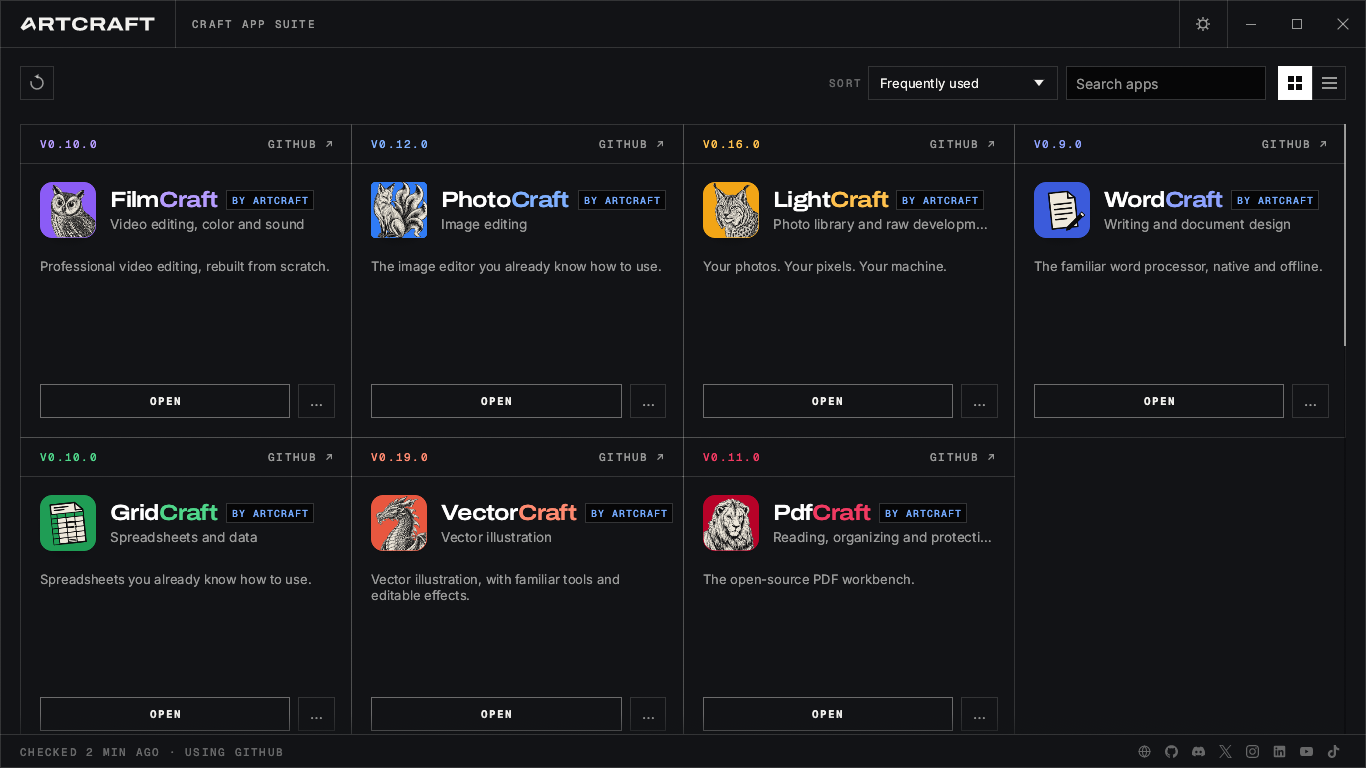 ARTCRAFT
CRAFT APP SUITE
SORT
Frequently used
Search apps
V0.10.0
GITHUB ↗
FilmCraft
BY ARTCRAFT
Video editing, color and sound
Professional video editing, rebuilt from scratch.
OPEN
...
V0.12.0
GITHUB ↗
PhotoCraft
BY ARTCRAFT
Image editing
The image editor you already know how to use.
OPEN
...
V0.16.0
GITHUB ↗
LightCraft
BY ARTCRAFT
Photo library and raw developm...
Your photos. Your pixels. Your machine.
OPEN
...
V0.9.0
GITHUB ↗
WordCraft
BY ARTCRAFT
Writing and document design
The familiar word processor, native and offline.
OPEN
...
V0.10.0
GITHUB ↗
GridCraft
BY ARTCRAFT
Spreadsheets and data
Spreadsheets you already know how to use.
OPEN
...
V0.19.0
GITHUB ↗
VectorCraft
BY ARTCRAFT
Vector illustration
Vector illustration, with familiar tools and
editable effects.
OPEN
...
V0.11.0
GITHUB ↗
PdfCraft
BY ARTCRAFT
Reading, organizing and protecti...
The open-source PDF workbench.
OPEN
...
CHECKED 2 MIN AGO · USING GITHUB